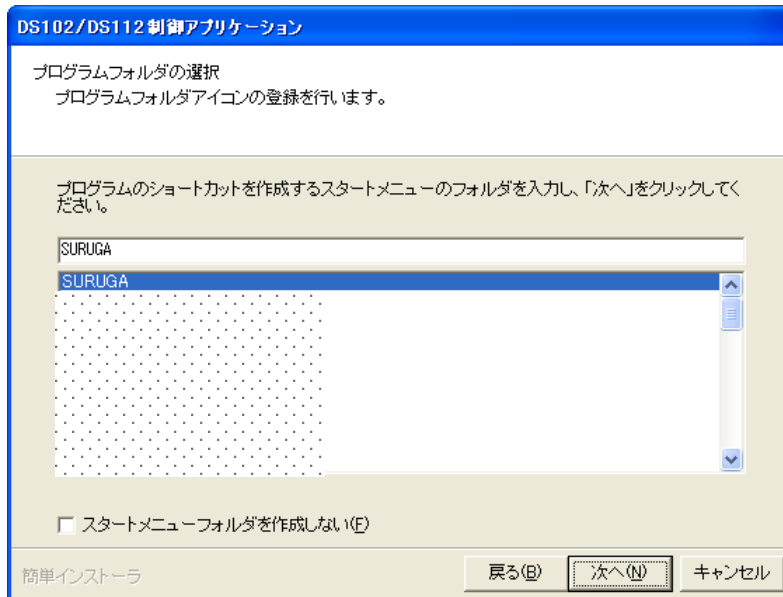 DS102/DS112制御アプリケーション
プログラムフォルダの選択
プログラムフォルダアイコンの登録を行います。
プログラムのショートカットを作成するスタートメニューのフォルダを入力し、「次へ」をクリックしてく
ださい。
SURUGA
SURUGA
スタートメニューフォルダを作成しない(F)
簡単インストーラ
戻る(B)
次へ(N)
キャンセル